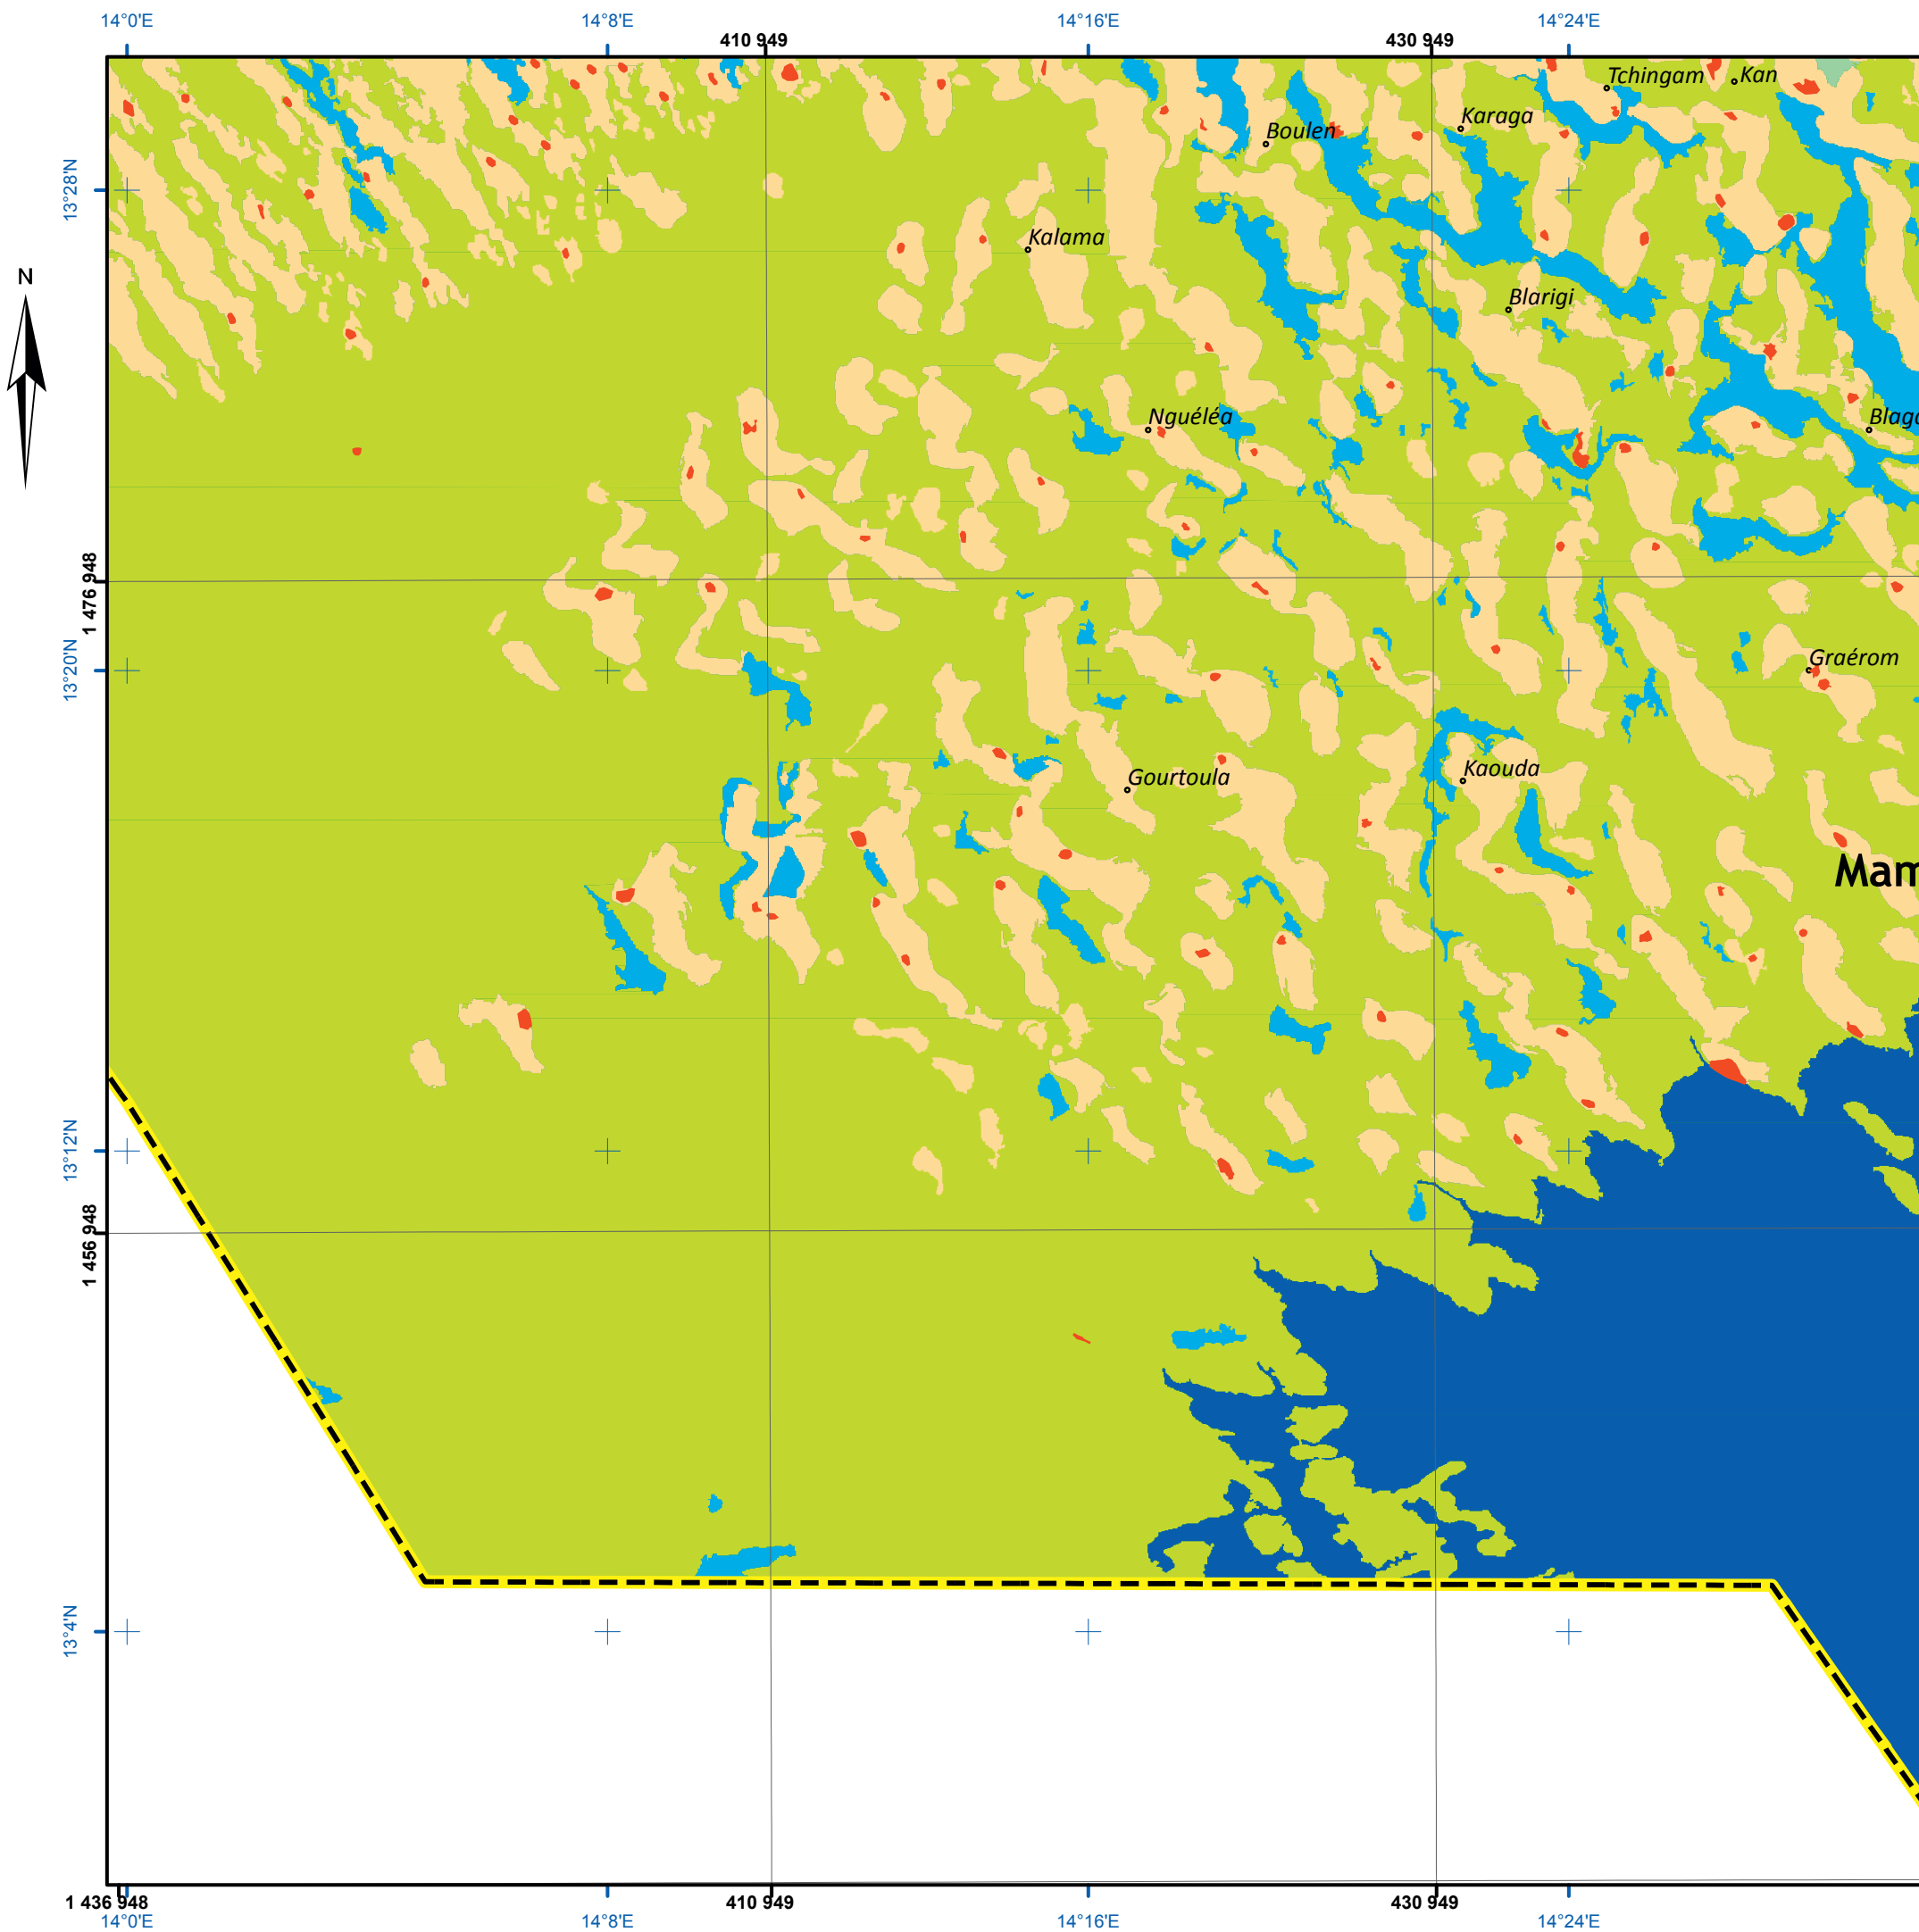 14°0'E 14°8'E 14°16'E 14°24'E
410 949 430 949
Tchingam Kan
Karaga
Boulen
13°28'N
Kalama
N
Blarigi
Nguéléa
Blago
1 476 948
13°20'N
Graérom
Gourtoula Kaouda
Mam
13°12'N
1 456 948
13°4'N
1 436 948 410 949 430 949
14°0'E 14°8'E 14°16'E 14°24'E